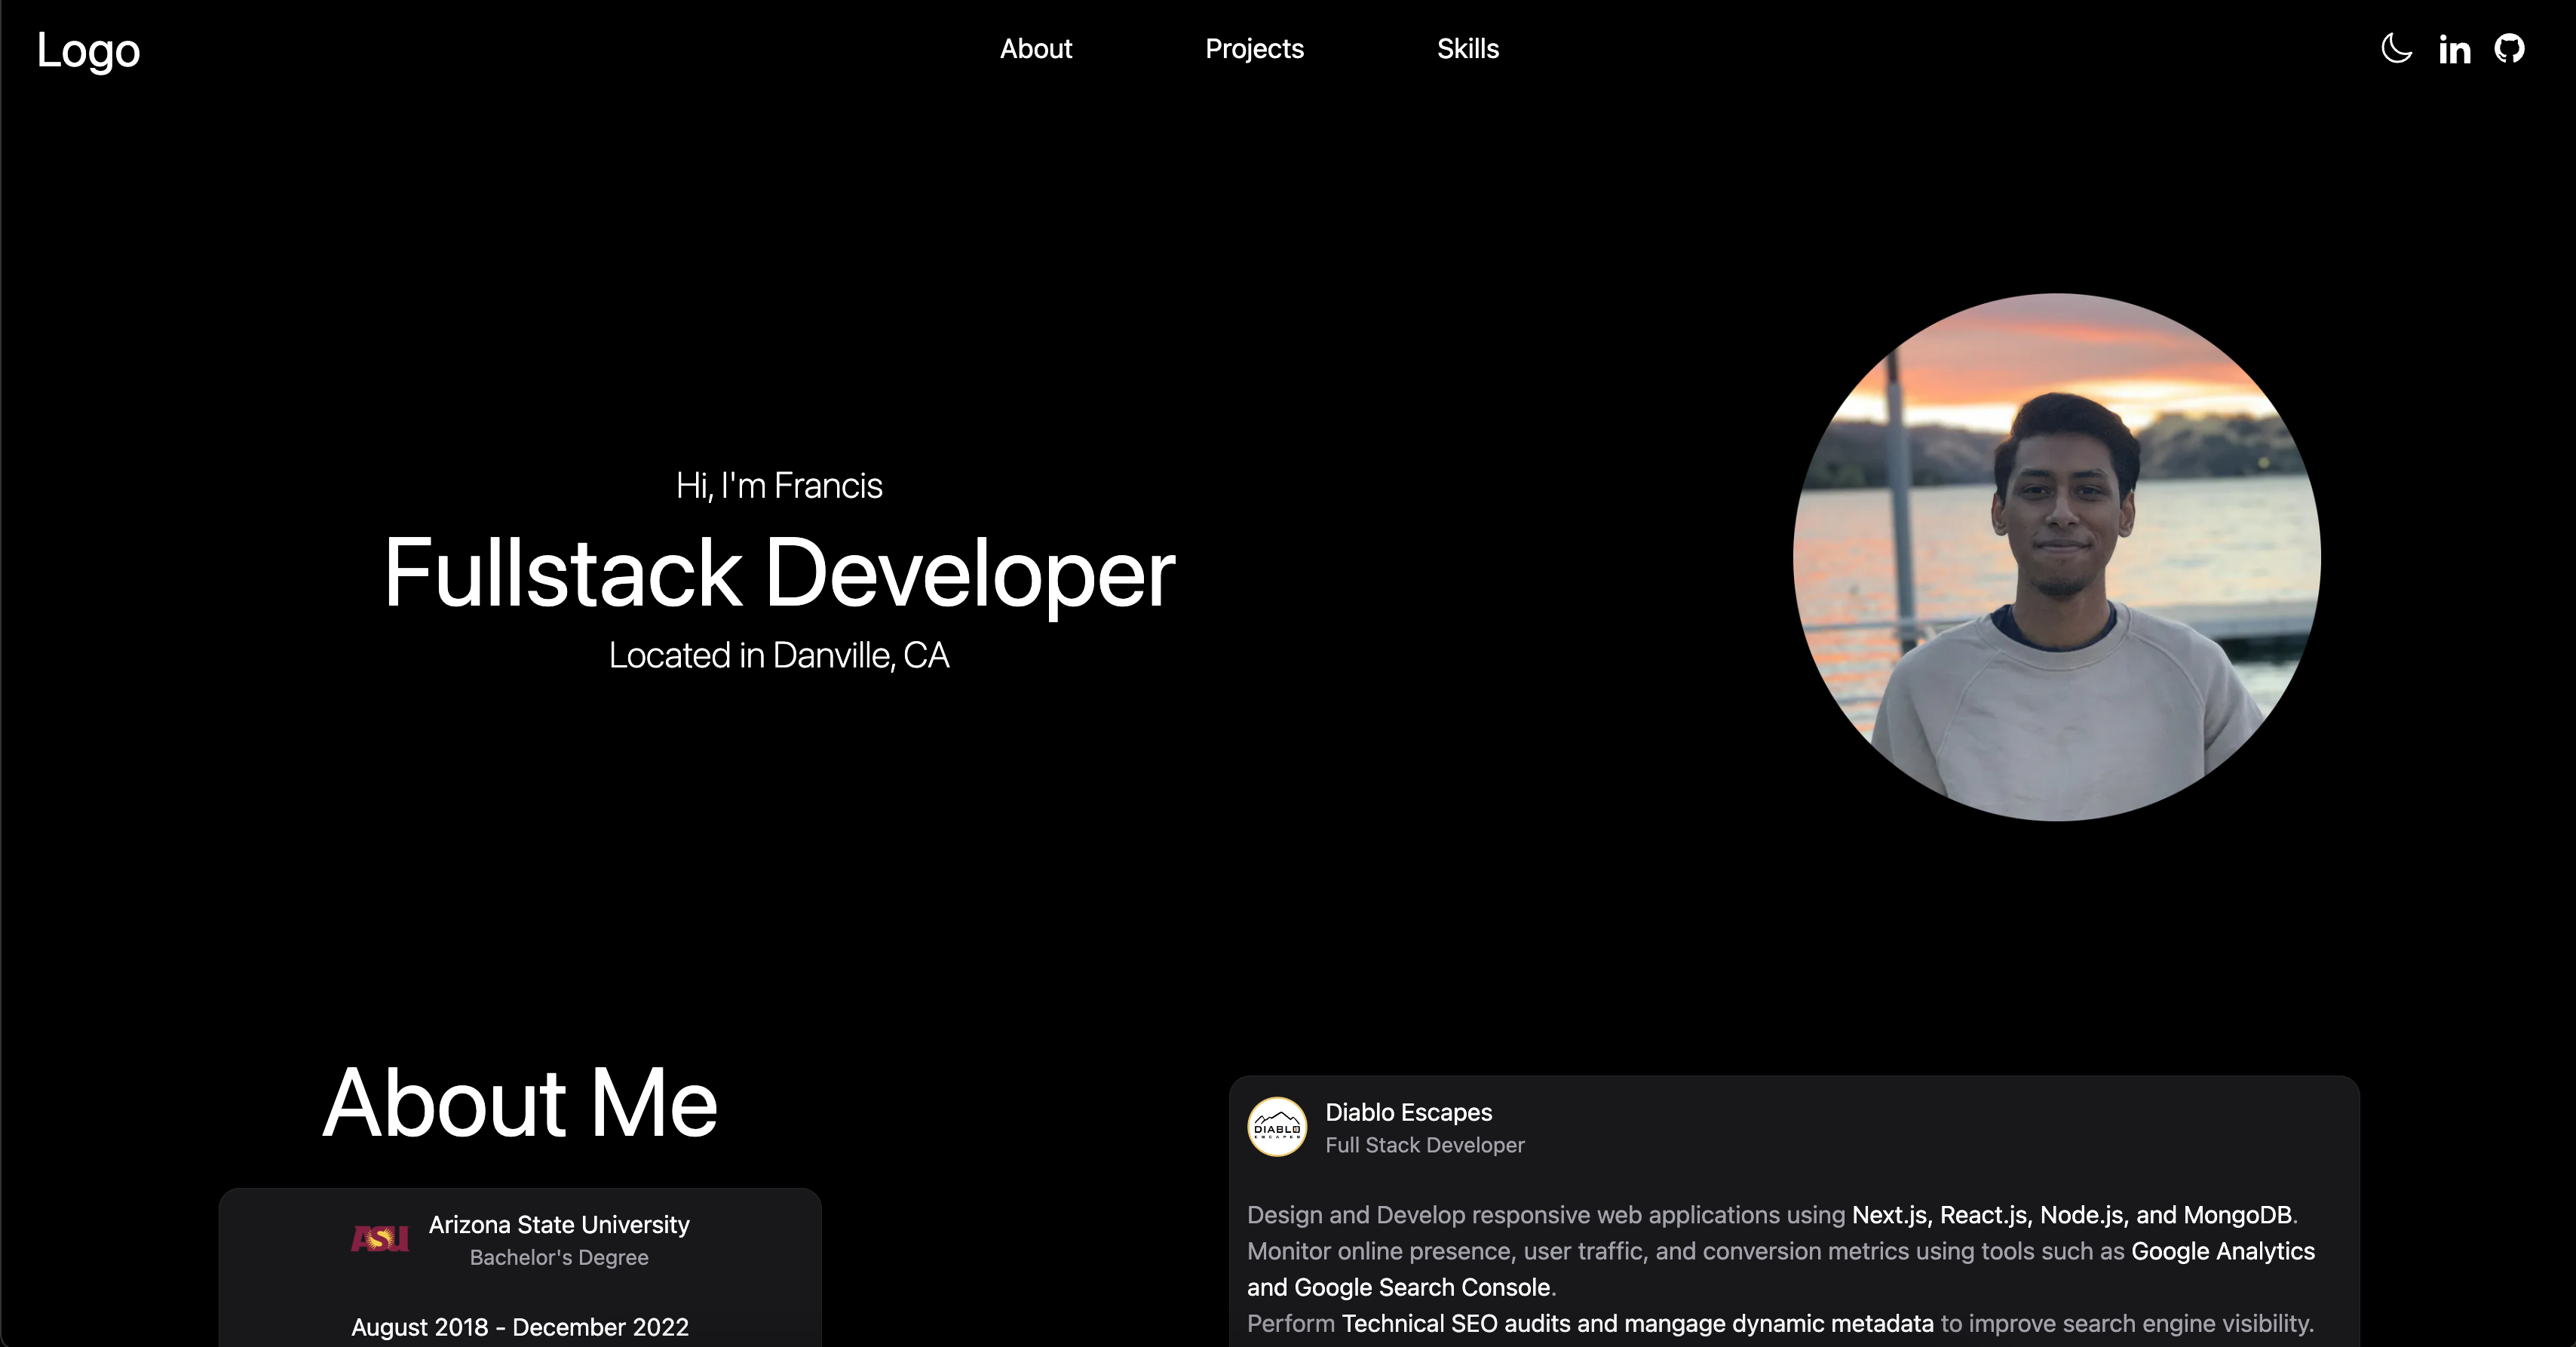 Logo
About
Projects
Skills
in
Hi, I'm Francis
Fullstack Developer
Located in Danville, CA
About Me
ASU
Arizona State University
Bachelor's Degree
August 2018 - December 2022
DIABLO
ESCAPES
Diablo Escapes
Full Stack Developer
Design and Develop responsive web applications using Next.js, React.js, Node.js, and MongoDB.
Monitor online presence, user traffic, and conversion metrics using tools such as Google Analytics
and Google Search Console.
Perform Technical SEO audits and mangage dynamic metadata to improve search engine visibility.